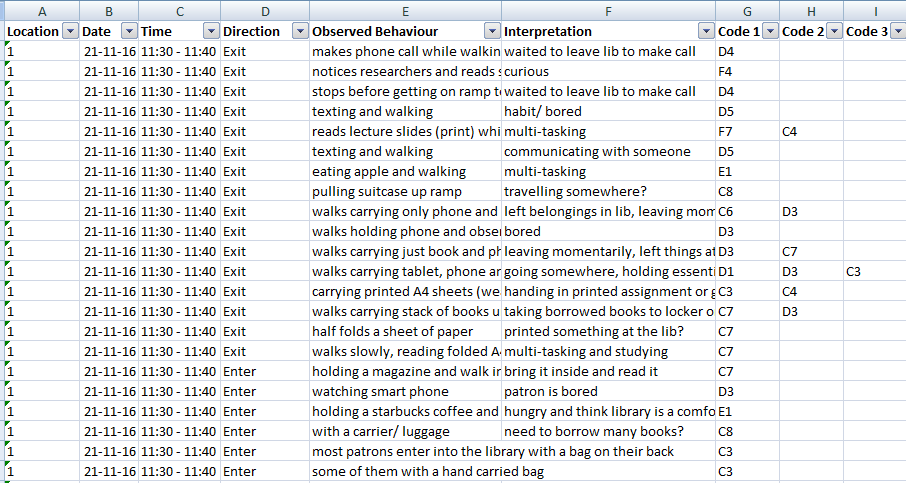 A B C D E F G H I
Location Date Time Direction Observed Behaviour Interpretation Code 1 Code 2 Code 3
1 21-11-16 11:30 - 11:40 Exit makes phone call while walkin waited to leave lib to make call D4
1 21-11-16 11:30 - 11:40 Exit notices researchers and reads s curious F4
1 21-11-16 11:30 - 11:40 Exit stops before getting on ramp t waited to leave lib to make call D4
1 21-11-16 11:30 - 11:40 Exit texting and walking habit/ bored D5
1 21-11-16 11:30 - 11:40 Exit reads lecture slides (print) whi multi-tasking F7 C4
1 21-11-16 11:30 - 11:40 Exit texting and walking communicating with someone D5
1 21-11-16 11:30 - 11:40 Exit eating apple and walking multi-tasking E1
1 21-11-16 11:30 - 11:40 Exit pulling suitcase up ramp travelling somewhere? C8
1 21-11-16 11:30 - 11:40 Exit walks carrying only phone and left belongings in lib, leaving mom C6 D3
1 21-11-16 11:30 - 11:40 Exit walks holding phone and obser bored D3
1 21-11-16 11:30 - 11:40 Exit walks carrying just book and ph leaving momentarily, left things at D3 C7
1 21-11-16 11:30 - 11:40 Exit walks carrying tablet, phone an going somewhere, holding essenti D1 D3 C3
1 21-11-16 11:30 - 11:40 Exit carrying printed A4 sheets (we handing in printed assignment or g C3 C4
1 21-11-16 11:30 - 11:40 Exit walks carrying stack of books u taking borrowed books to locker o C7 D3
1 21-11-16 11:30 - 11:40 Exit half folds a sheet of paper printed something at the lib? C7
1 21-11-16 11:30 - 11:40 Exit walks slowly, reading folded A multi-tasking and studying C7
1 21-11-16 11:30 - 11:40 Enter holding a magazine and walk in bring it inside and read it C7
1 21-11-16 11:30 - 11:40 Enter watching smart phone patron is bored D3
1 21-11-16 11:30 - 11:40 Enter holding a starbucks coffee and hungry and think library is a comfo E1
1 21-11-16 11:30 - 11:40 Enter with a carrier/ luggage need to borrow many books? C8
1 21-11-16 11:30 - 11:40 Enter most patrons enter into the library with a bag on their back C3
1 21-11-16 11:30 - 11:40 Enter some of them with a hand carried bag C3